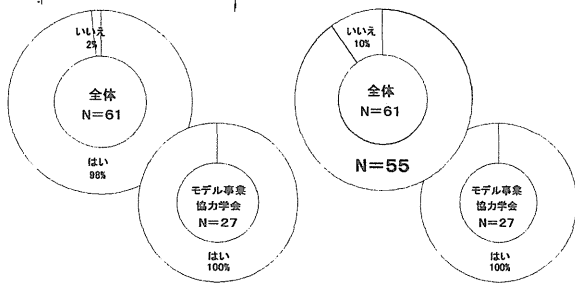 いいえ
2%
全体
N=61
はい
98%
モデル事業
協力学会
N=27
はい
100%
いいえ
10%
全体
N=61
N=55
モデル事業
協力学会
N=27
はい
100%